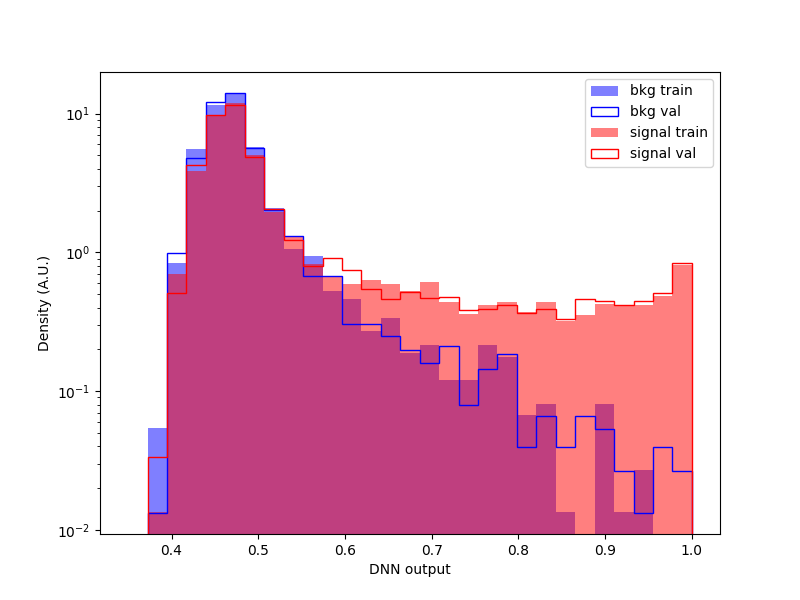 bkg train
bkg val
signal train
signal val
10¹
10⁰
10⁻¹
10⁻²
Density (A.U.)
0.4 0.5 0.6 0.7 0.8 0.9 1.0
DNN output